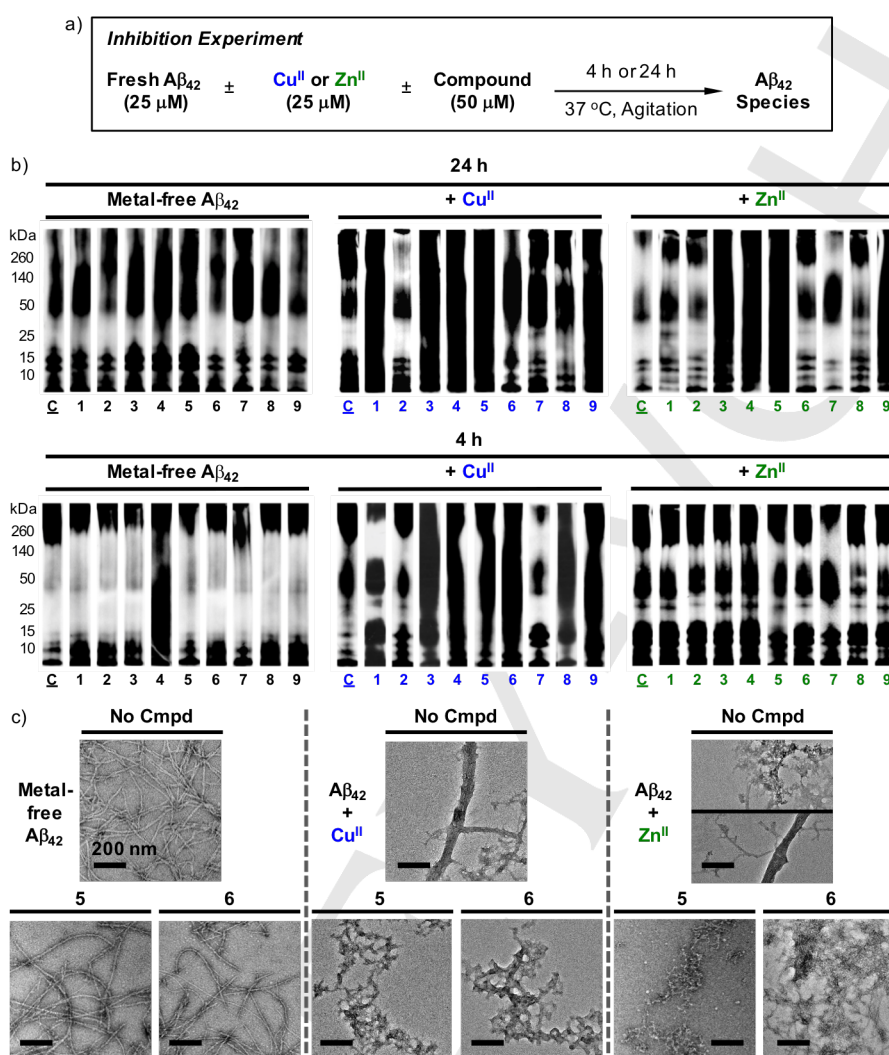 a)
Inhibition Experiment
Fresh Aβ42 ± Cuᴵᴵ or Znᴵᴵ ± Compound 4 h or 24 h Aβ42
(25 μM) (25 μM) (50 μM) 37 °C, Agitation Species
b)
24 h
Metal-free Aβ42 + Cuᴵᴵ + Znᴵᴵ
kDa
260
140
50
25
15
10
C 1 2 3 4 5 6 7 8 9 C 1 2 3 4 5 6 7 8 9 C 1 2 3 4 5 6 7 8 9
4 h
Metal-free Aβ42 + Cuᴵᴵ + Znᴵᴵ
kDa
260
140
50
25
15
10
C 1 2 3 4 5 6 7 8 9 C 1 2 3 4 5 6 7 8 9 C 1 2 3 4 5 6 7 8 9
c)
No Cmpd No Cmpd No Cmpd
Metal-
free
Aβ42
200 nm
Aβ42
+
Cuᴵᴵ
Aβ42
+
Znᴵᴵ
5 6 5 6 5 6